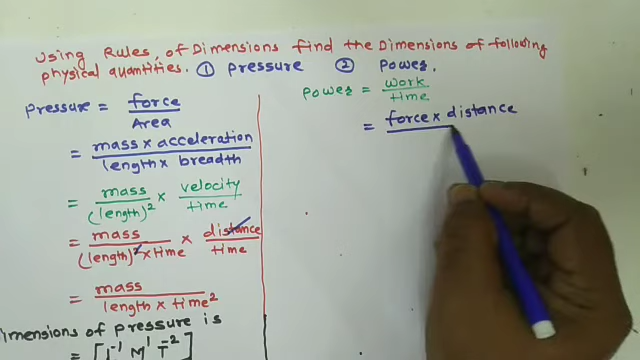 Using Rules, of Dimensions find the Dimensions of following
physical quantities. ① Pressure ② Power.
Pressure = force / Area
= mass × acceleration / length × breadth
= mass / (length)² × velocity / time
= mass / (length)² × time × distance / time
= mass / length × time²
Dimensions of pressure is
= [L⁻¹ M¹ T⁻²]
Power = work / time
= force × distance